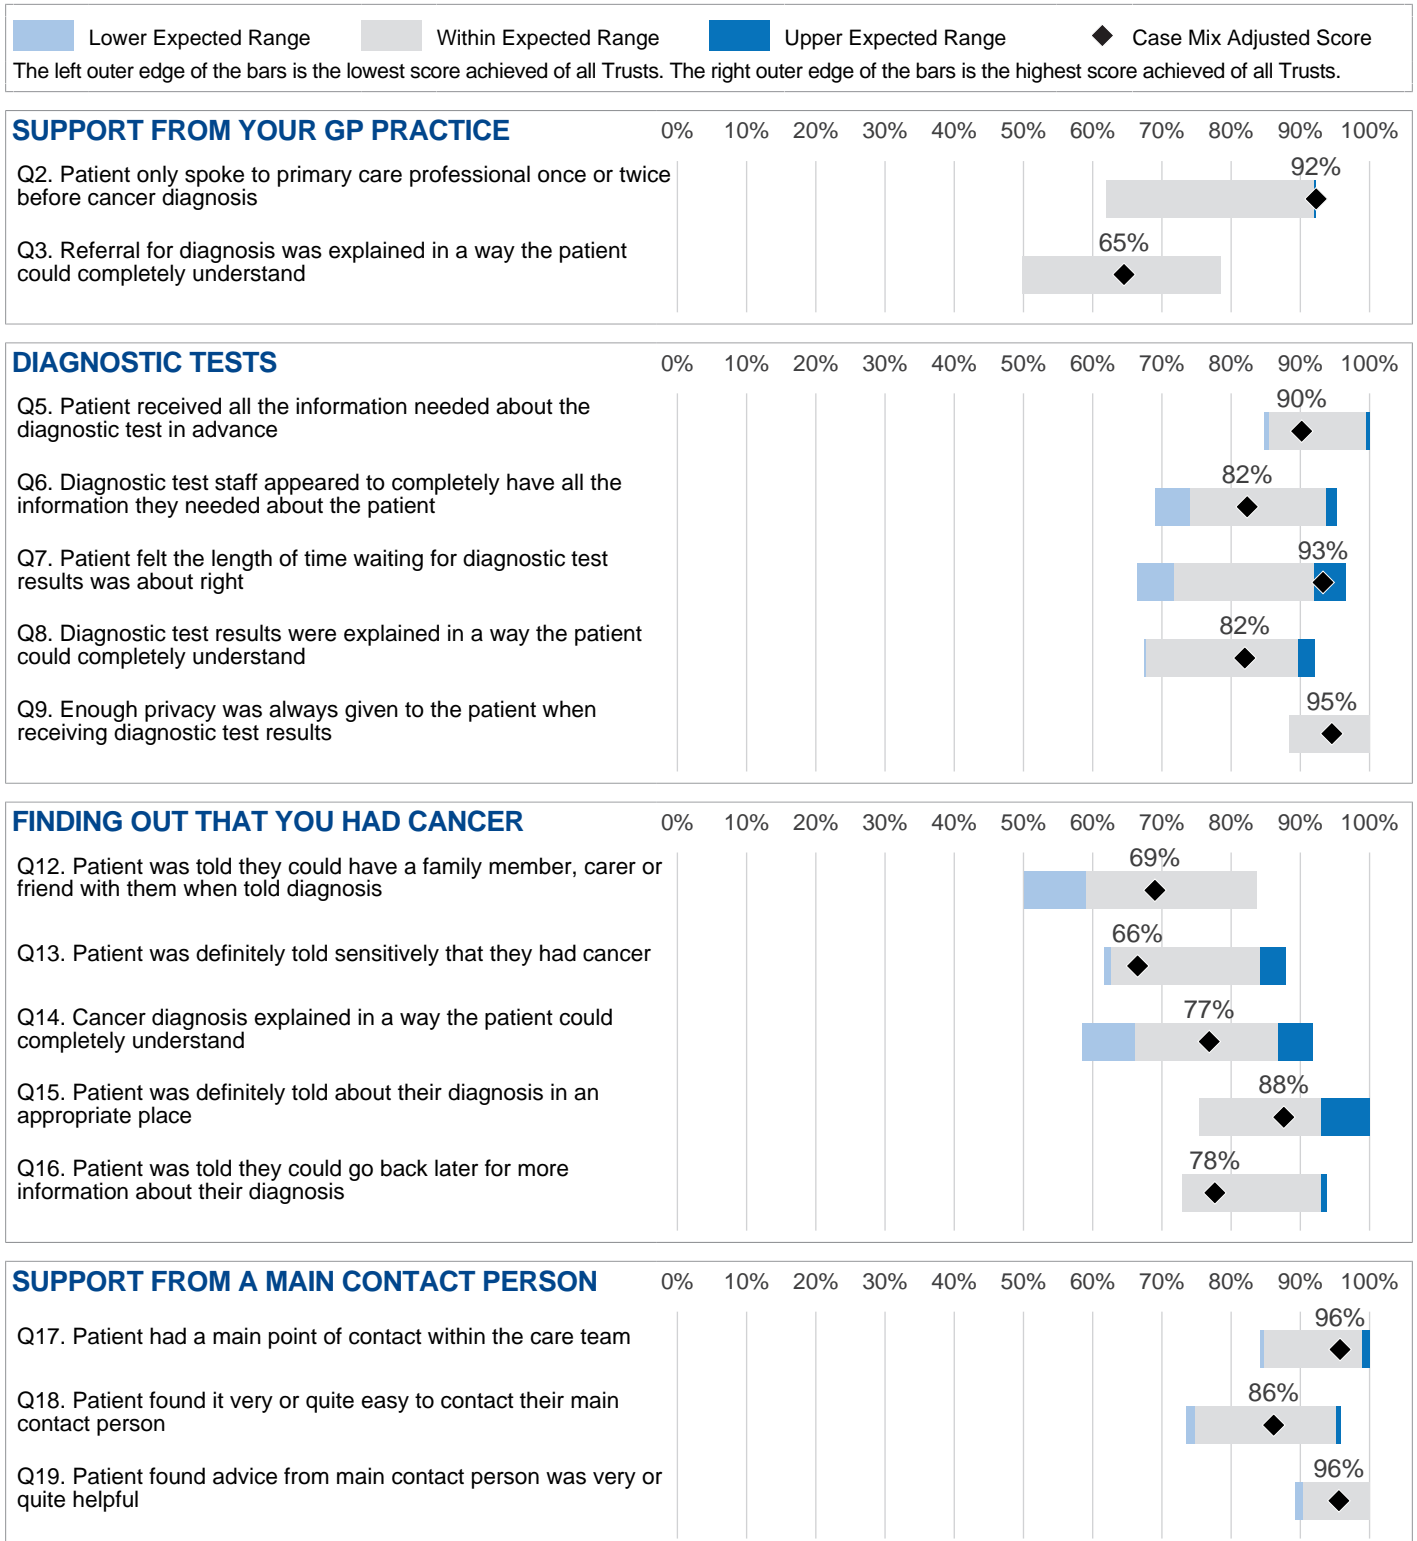 Lower Expected Range Within Expected Range Upper Expected Range Case Mix Adjusted Score
The left outer edge of the bars is the lowest score achieved of all Trusts. The right outer edge of the bars is the highest score achieved of all Trusts.
SUPPORT FROM YOUR GP PRACTICE 0% 10% 20% 30% 40% 50% 60% 70% 80% 90% 100%
Q2. Patient only spoke to primary care professional once or twice
before cancer diagnosis
92%
Q3. Referral for diagnosis was explained in a way the patient
could completely understand
65%
DIAGNOSTIC TESTS 0% 10% 20% 30% 40% 50% 60% 70% 80% 90% 100%
Q5. Patient received all the information needed about the
diagnostic test in advance
90%
Q6. Diagnostic test staff appeared to completely have all the
information they needed about the patient
82%
Q7. Patient felt the length of time waiting for diagnostic test
results was about right
93%
Q8. Diagnostic test results were explained in a way the patient
could completely understand
82%
Q9. Enough privacy was always given to the patient when
receiving diagnostic test results
95%
FINDING OUT THAT YOU HAD CANCER 0% 10% 20% 30% 40% 50% 60% 70% 80% 90% 100%
Q12. Patient was told they could have a family member, carer or
friend with them when told diagnosis
69%
Q13. Patient was definitely told sensitively that they had cancer
66%
Q14. Cancer diagnosis explained in a way the patient could
completely understand
77%
Q15. Patient was definitely told about their diagnosis in an
appropriate place
88%
Q16. Patient was told they could go back later for more
information about their diagnosis
78%
SUPPORT FROM A MAIN CONTACT PERSON 0% 10% 20% 30% 40% 50% 60% 70% 80% 90% 100%
Q17. Patient had a main point of contact within the care team
96%
Q18. Patient found it very or quite easy to contact their main
contact person
86%
Q19. Patient found advice from main contact person was very or
quite helpful
96%